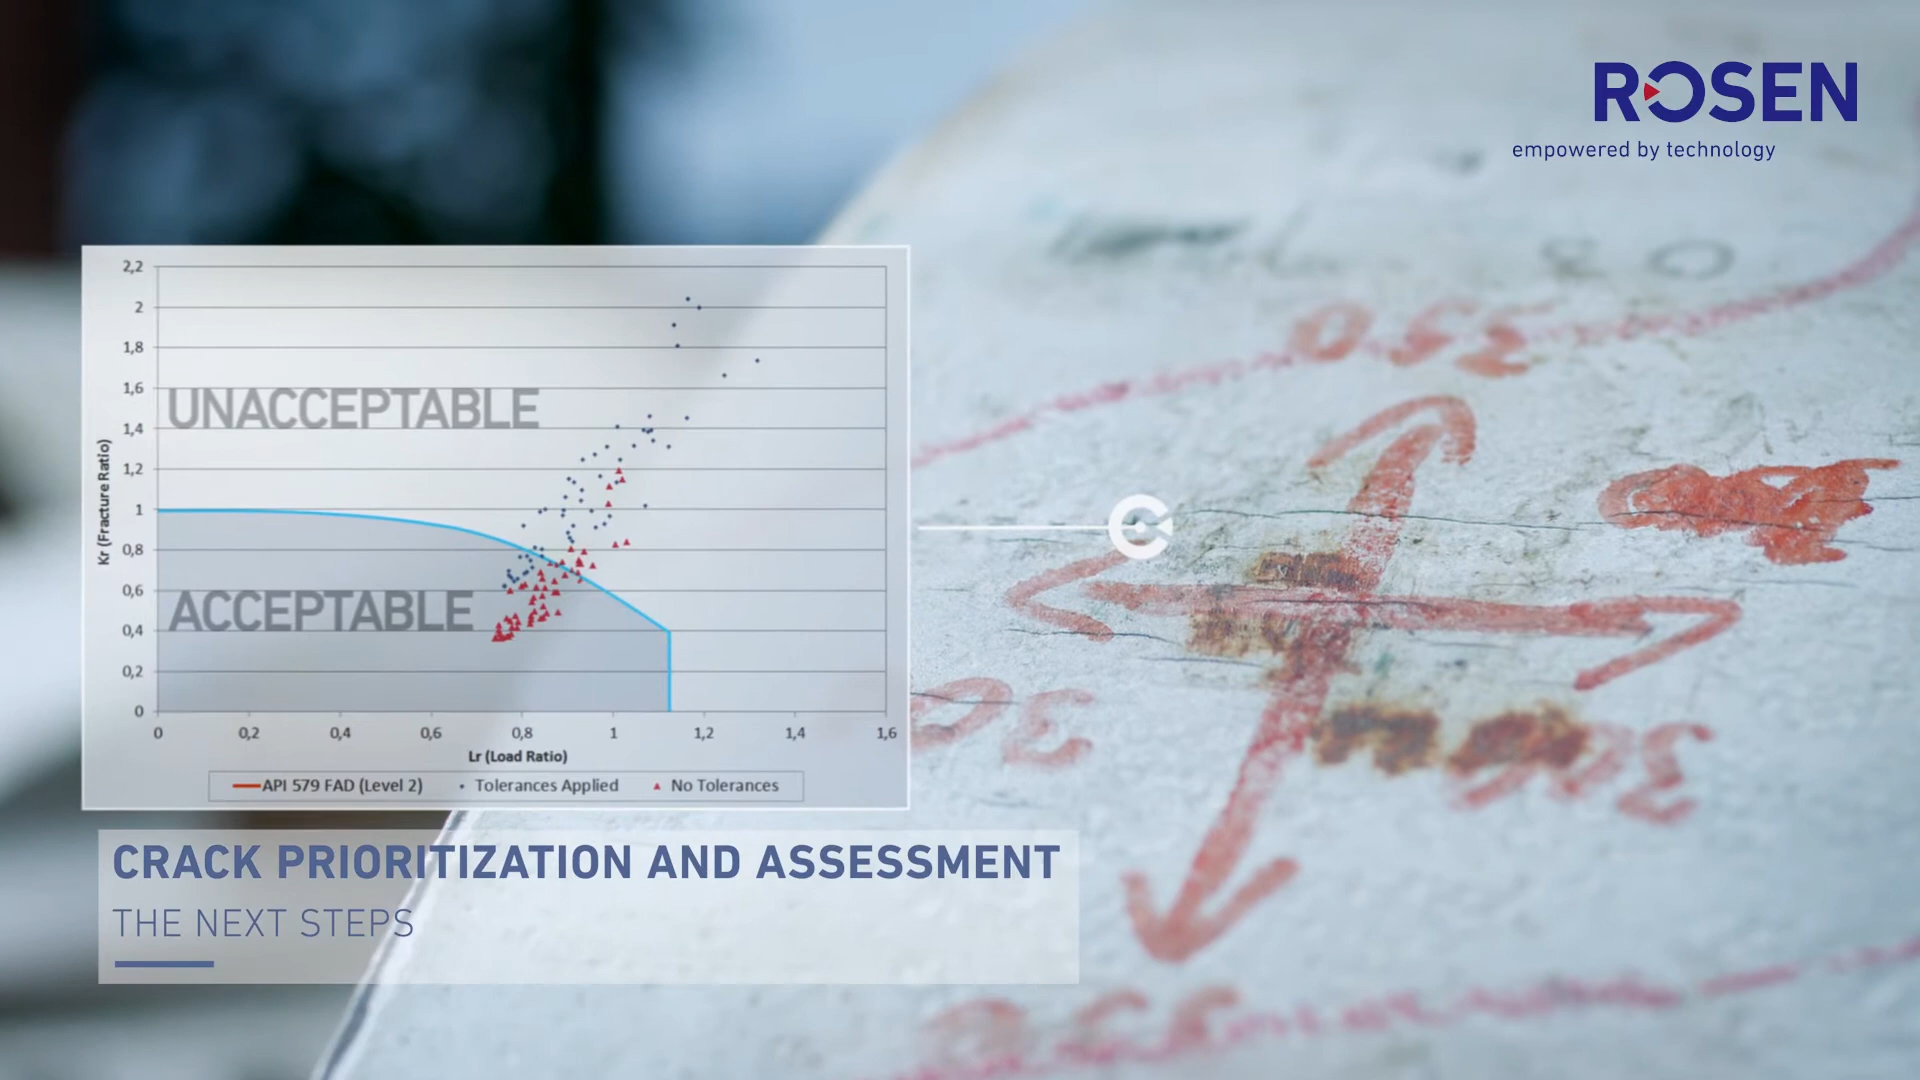 ROSEN
empowered by technology
2,2
2
1,8
1,6
1,4
1,2
1
0,8
0,6
0,4
0,2
0
UNACCEPTABLE
ACCEPTABLE
Kr (Fracture Ratio)
0 0,2 0,4 0,6 0,8 1 1,2 1,4 1,6
Lr (Load Ratio)
API 579 FAD (Level 2) Tolerances Applied No Tolerances
350
30
CRACK PRIORITIZATION AND ASSESSMENT
THE NEXT STEPS